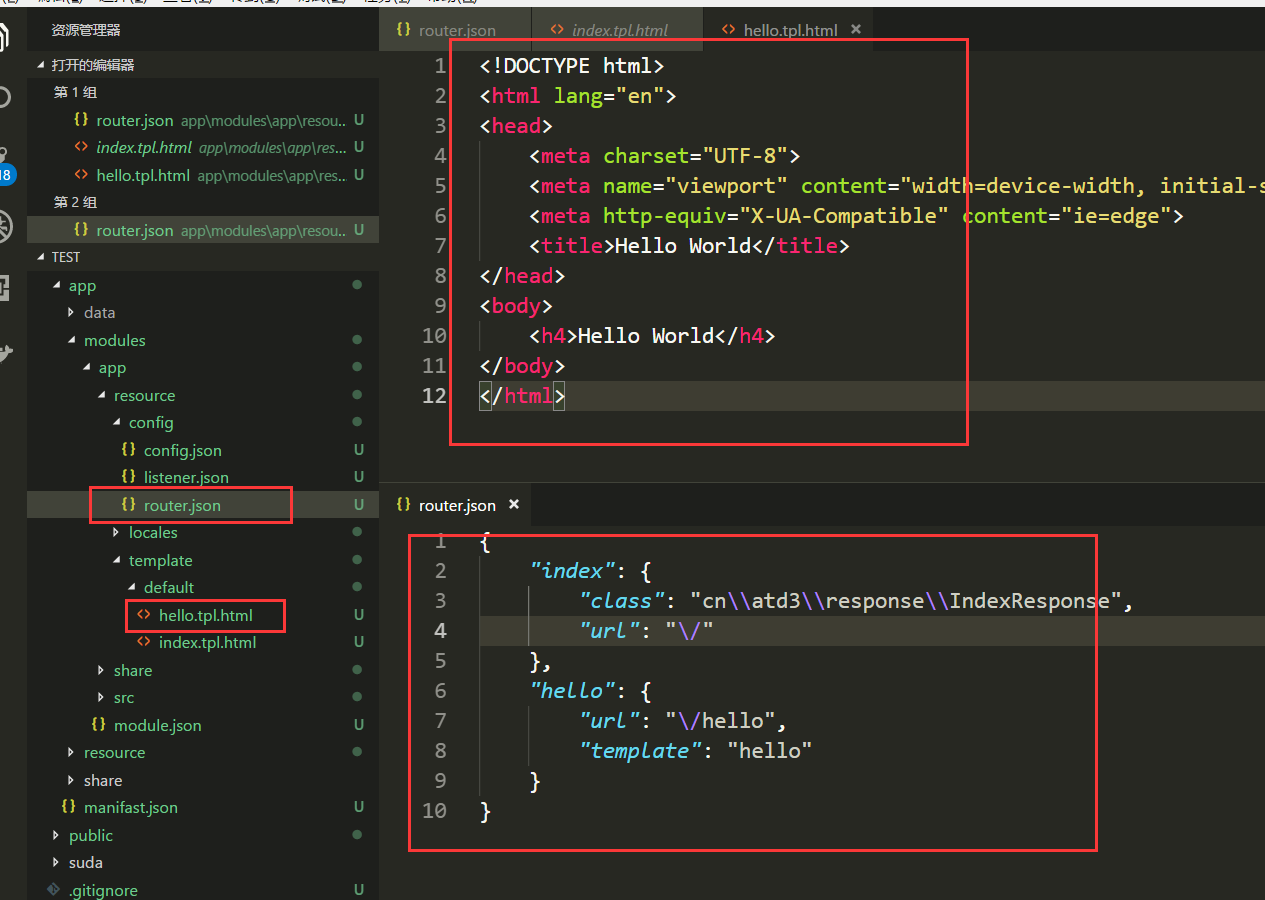 资源管理器
打开的编辑器
第 1 组
router.json app\modules\app\resou... U
index.tpl.html app\modules\app\res... U
hello.tpl.html app\modules\app\res... U
第 2 组
router.json app\modules\app\resou... U
TEST
app
data
modules
app
resource
config
config.json U
listener.json U
router.json U
locales
template
default
hello.tpl.html U
index.tpl.html U
share
src
module.json U
resource
share
manifast.json U
public
suda
.gitignore U
18
router.json index.tpl.html hello.tpl.html ×
1 <!DOCTYPE html>
2 <html lang="en">
3 <head>
4 <meta charset="UTF-8">
5 <meta name="viewport" content="width=device-width, initial-s
6 <meta http-equiv="X-UA-Compatible" content="ie=edge">
7 <title>Hello World</title>
8 </head>
9 <body>
10 <h4>Hello World</h4>
11 </body>
12 </html>
router.json ×
1 {
2 "index": {
3 "class": "cn\\atd3\\response\\IndexResponse",
4 "url": "\/"
5 },
6 "hello": {
7 "url": "\/hello",
8 "template": "hello"
9 }
10 }